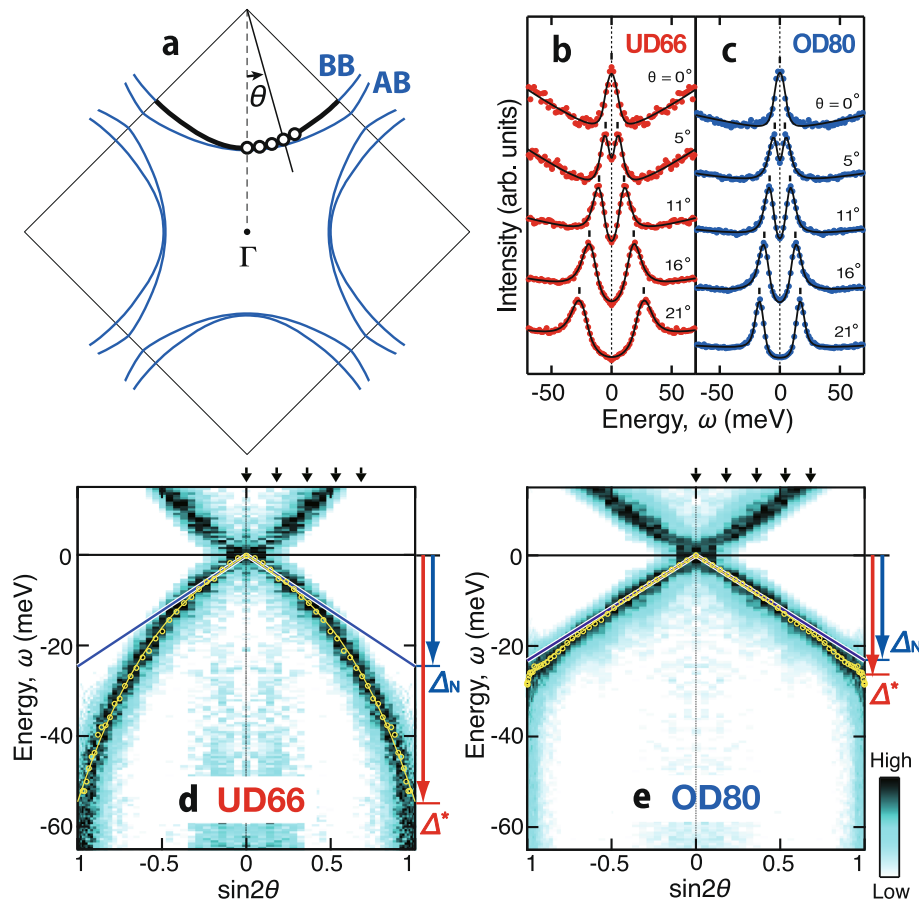 a
BB
AB
θ
Γ
b UD66
θ = 0°
5°
11°
16°
21°
c OD80
θ = 0°
5°
11°
16°
21°
Intensity (arb. units)
-50 0 50 -50 0 50
Energy, ω (meV)
Energy, ω (meV)
0
-20
-40
-60
ΔN
Δ*
d UD66
1 -0.5 0 0.5 1
sin2θ
Energy, ω (meV)
0
-20
-40
-60
ΔN
Δ*
e OD80
1 -0.5 0 0.5 1
sin2θ
High
Low